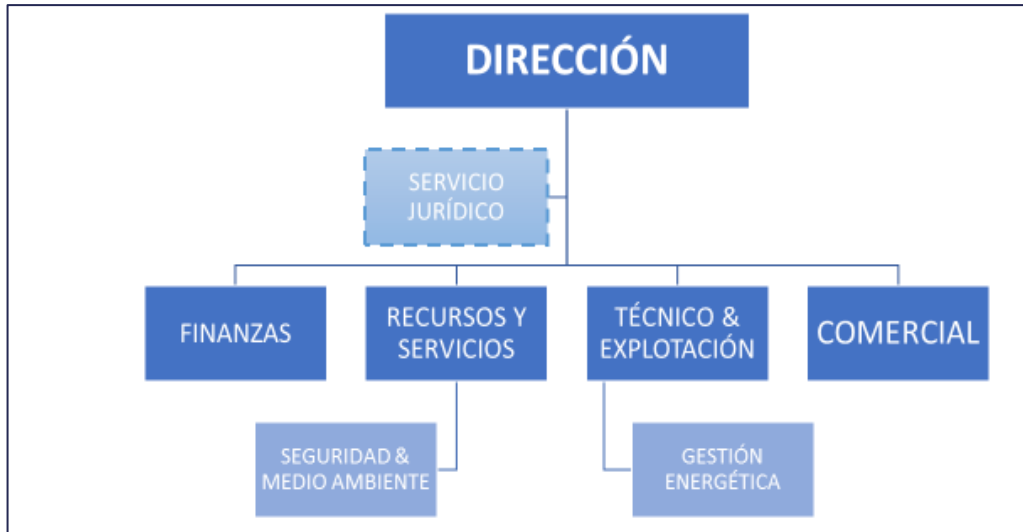 DIRECCIÓN
SERVICIO
JURÍDICO
FINANZAS
RECURSOS Y
SERVICIOS
TÉCNICO &
EXPLOTACIÓN
COMERCIAL
SEGURIDAD &
MEDIO AMBIENTE
GESTIÓN
ENERGÉTICA